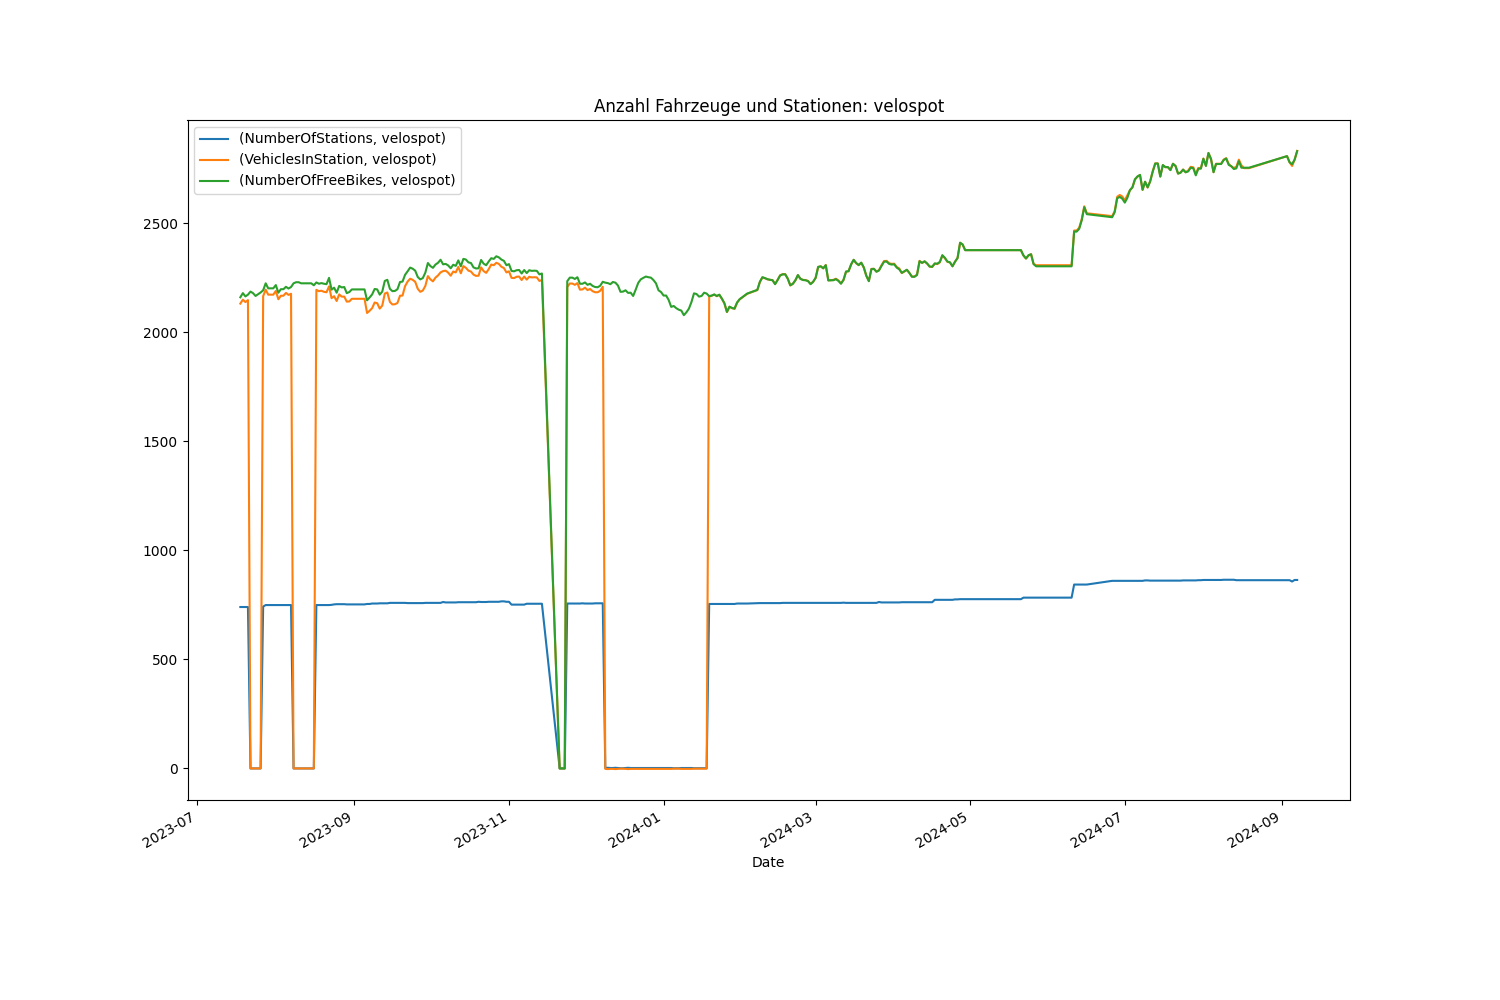 Anzahl Fahrzeuge und Stationen: velospot
(NumberOfStations, velospot)
(VehiclesInStation, velospot)
(NumberOfFreeBikes, velospot)
2500
2000
1500
1000
500
0
2023-07
2023-09
2023-11
2024-01
2024-03
2024-05
2024-07
2024-09
Date